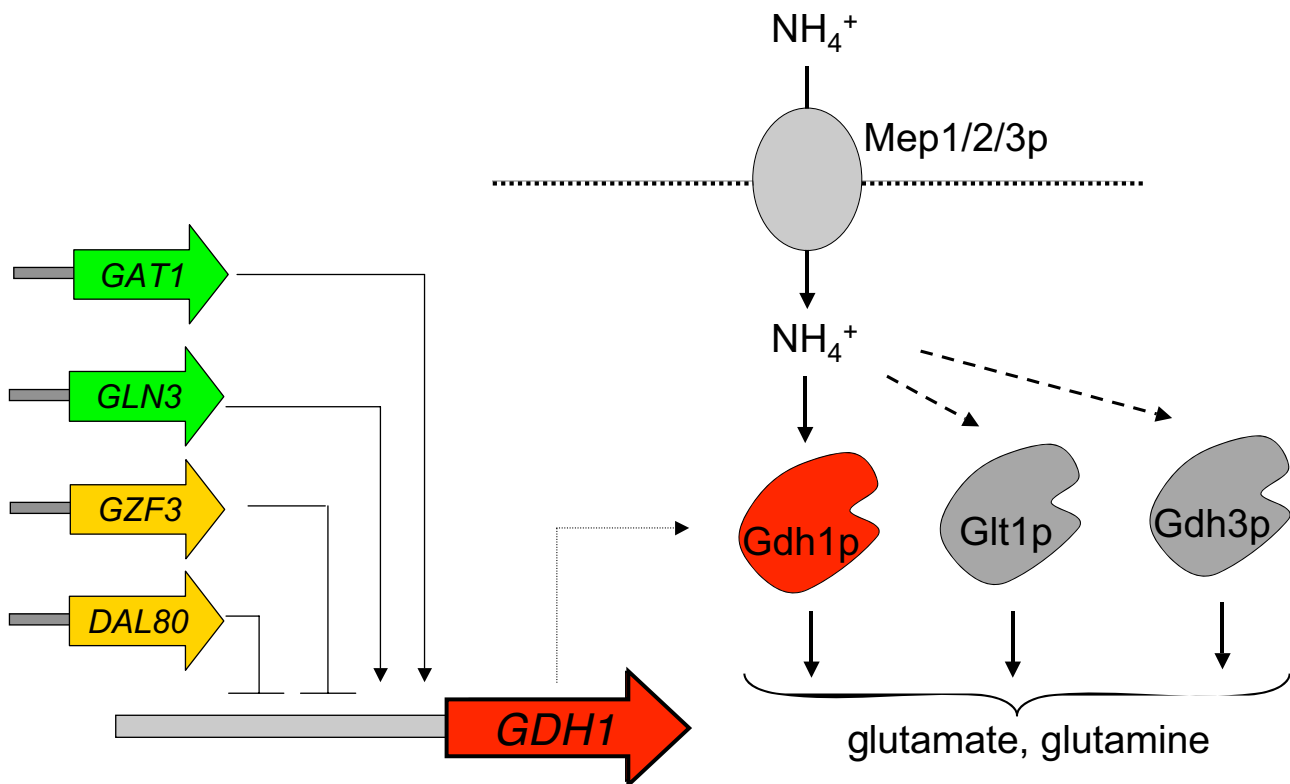 NH₄⁺
Mep1/2/3p
GAT1
NH₄⁺
GLN3
GZF3
Gdh1p
Glt1p
Gdh3p
DAL80
GDH1
glutamate, glutamine